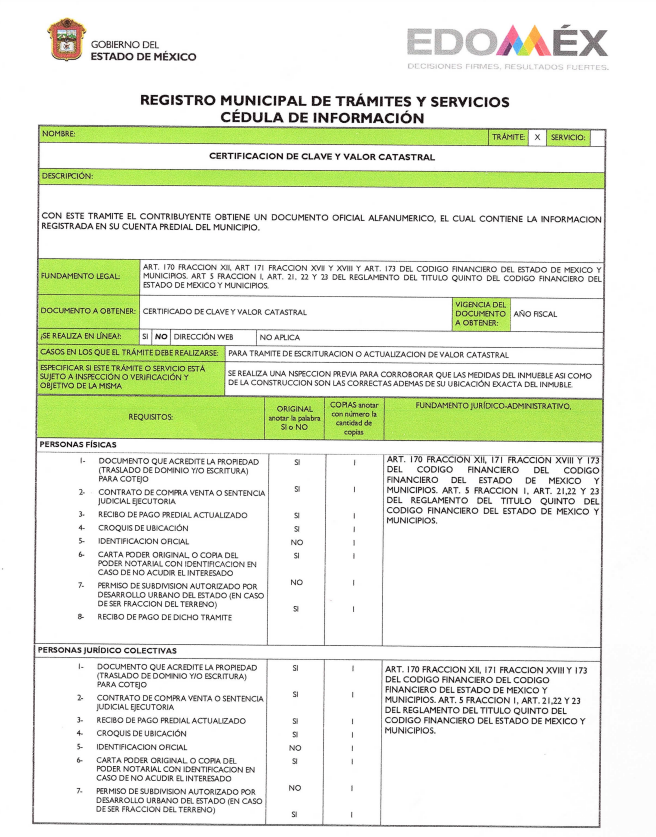 GOBIERNO DEL
ESTADO DE MÉXICO
EDOMÉX
DECISIONES FIRMES, RESULTADOS FUERTES.
REGISTRO MUNICIPAL DE TRÁMITES Y SERVICIOS
CÉDULA DE INFORMACIÓN
NOMBRE: TRÁMITE: X SERVICIO:
CERTIFICACION DE CLAVE Y VALOR CATASTRAL
DESCRIPCIÓN:
CON ESTE TRAMITE EL CONTRIBUYENTE OBTIENE UN DOCUMENTO OFICIAL ALFANUMERICO, EL CUAL CONTIENE LA INFORMACION
REGISTRADA EN SU CUENTA PREDIAL DEL MUNICIPIO.
FUNDAMENTO LEGAL:
ART. 170 FRACCION XII, ART 171 FRACCION XVII Y XVIII Y ART. 173 DEL CODIGO FINANCIERO DEL ESTADO DE MEXICO Y
MUNICIPIOS. ART 5 FRACCION I, ART. 21, 22 Y 23 DEL REGLAMENTO DEL TITULO QUINTO DEL CODIGO FINANCIERO DEL
ESTADO DE MEXICO Y MUNICIPIOS.
DOCUMENTO A OBTENER: CERTIFICADO DE CLAVE Y VALOR CATASTRAL
VIGENCIA DEL
DOCUMENTO
A OBTENER:
AÑO FISCAL
¿SE REALIZA EN LÍNEA?: SI NO DIRECCIÓN WEB NO APLICA
CASOS EN LOS QUE EL TRÁMITE DEBE REALIZARSE: PARA TRAMITE DE ESCRITURACION O ACTUALIZACION DE VALOR CATASTRAL
ESPECIFICAR SI ESTE TRÁMITE O SERVICIO ESTÁ
SUJETO A INSPECCIÓN O VERIFICACIÓN Y
OBJETIVO DE LA MISMA
SE REALIZA UNA NSPECCION PREVIA PARA CORROBORAR QUE LAS MEDIDAS DEL INMUEBLE ASI COMO
DE LA CONSTRUCCION SON LAS CORRECTAS ADEMAS DE SU UBICACIÓN EXACTA DEL INMUBLE.
REQUISITOS:
ORIGINAL
anotar la palabra
SI o NO
COPIAS anotar
con número la
cantidad de
copias
FUNDAMENTO JURÍDICO-ADMINISTRATIVO.
PERSONAS FÍSICAS
1- DOCUMENTO QUE ACREDITE LA PROPIEDAD SI 1
(TRASLADO DE DOMINIO Y/O ESCRITURA)
PARA COTEJO
2- CONTRATO DE COMPRA VENTA O SENTENCIA SI 1
JUDICIAL EJECUTORIA
3- RECIBO DE PAGO PREDIAL ACTUALIZADO SI 1
4- CROQUIS DE UBICACIÓN SI 1
5- IDENTIFICACION OFICIAL NO 1
6- CARTA PODER ORIGINAL, O COPIA DEL SI 1
PODER NOTARIAL CON IDENTIFICACION EN
CASO DE NO ACUDIR EL INTERESADO
7- PERMISO DE SUBDIVISION AUTORIZADO POR NO 1
DESARROLLO URBANO DEL ESTADO (EN CASO
DE SER FRACCION DEL TERRENO) SI 1
8- RECIBO DE PAGO DE DICHO TRAMITE
ART. 170 FRACCION XII, 171 FRACCION XVIII Y 173
DEL CODIGO FINANCIERO DEL CODIGO
FINANCIERO DEL ESTADO DE MEXICO Y
MUNICIPIOS. ART. 5 FRACCION I, ART. 21,22 Y 23
DEL REGLAMENTO DEL TITULO QUINTO DEL
CODIGO FINANCIERO DEL ESTADO DE MEXICO Y
MUNICIPIOS.
PERSONAS JURÍDICO COLECTIVAS
1- DOCUMENTO QUE ACREDITE LA PROPIEDAD SI 1
(TRASLADO DE DOMINIO Y/O ESCRITURA)
PARA COTEJO
2- CONTRATO DE COMPRA VENTA O SENTENCIA SI 1
JUDICIAL EJECUTORIA
3- RECIBO DE PAGO PREDIAL ACTUALIZADO SI 1
4- CROQUIS DE UBICACIÓN SI 1
5- IDENTIFICACION OFICIAL NO 1
6- CARTA PODER ORIGINAL, O COPIA DEL SI 1
PODER NOTARIAL CON IDENTIFICACION EN
CASO DE NO ACUDIR EL INTERESADO
7- PERMISO DE SUBDIVISION AUTORIZADO POR NO 1
DESARROLLO URBANO DEL ESTADO (EN CASO
DE SER FRACCION DEL TERRENO) SI 1
ART. 170 FRACCION XII, 171 FRACCION XVIII Y 173
DEL CODIGO FINANCIERO DEL CODIGO
FINANCIERO DEL ESTADO DE MEXICO Y
MUNICIPIOS. ART. 5 FRACCION I, ART. 21,22 Y 23
DEL REGLAMENTO DEL TITULO QUINTO DEL
CODIGO FINANCIERO DEL ESTADO DE MEXICO Y
MUNICIPIOS.